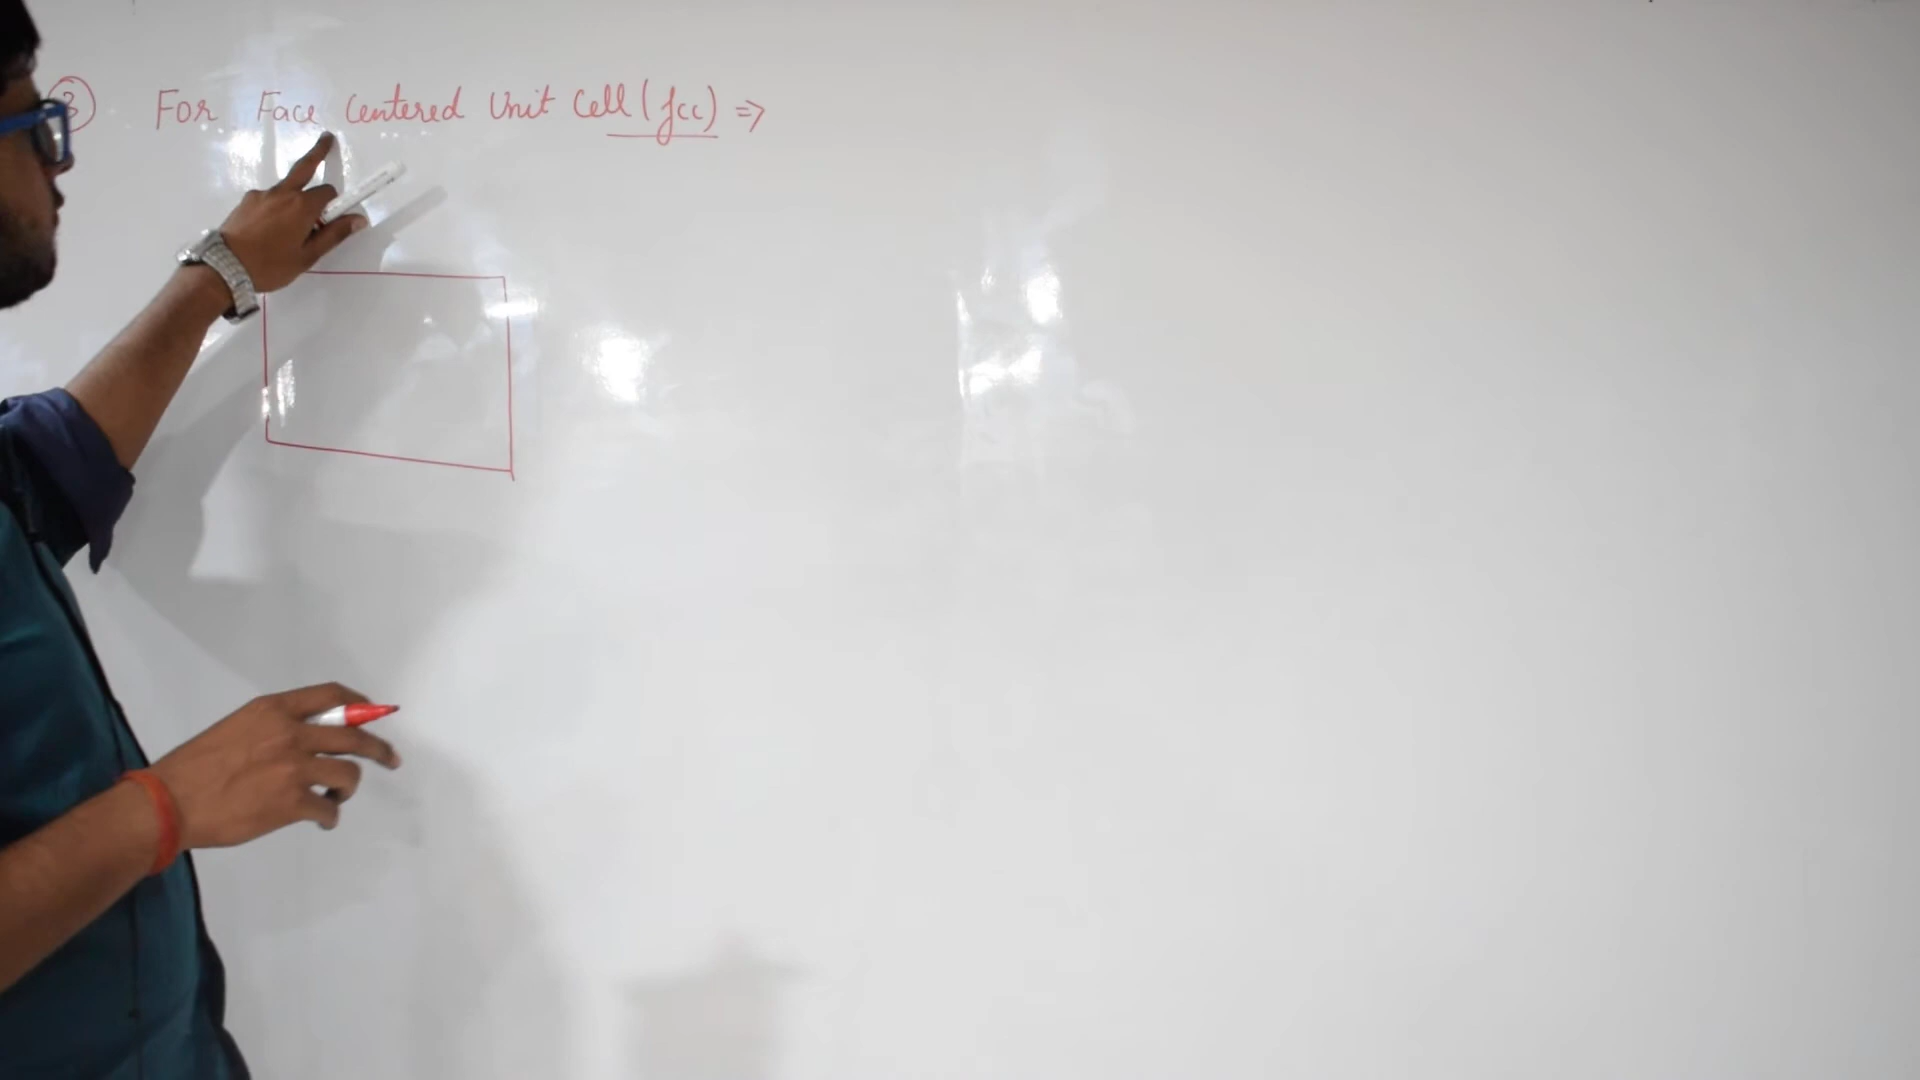 ③ For Face Centered Unit Cell (fcc) ⇒